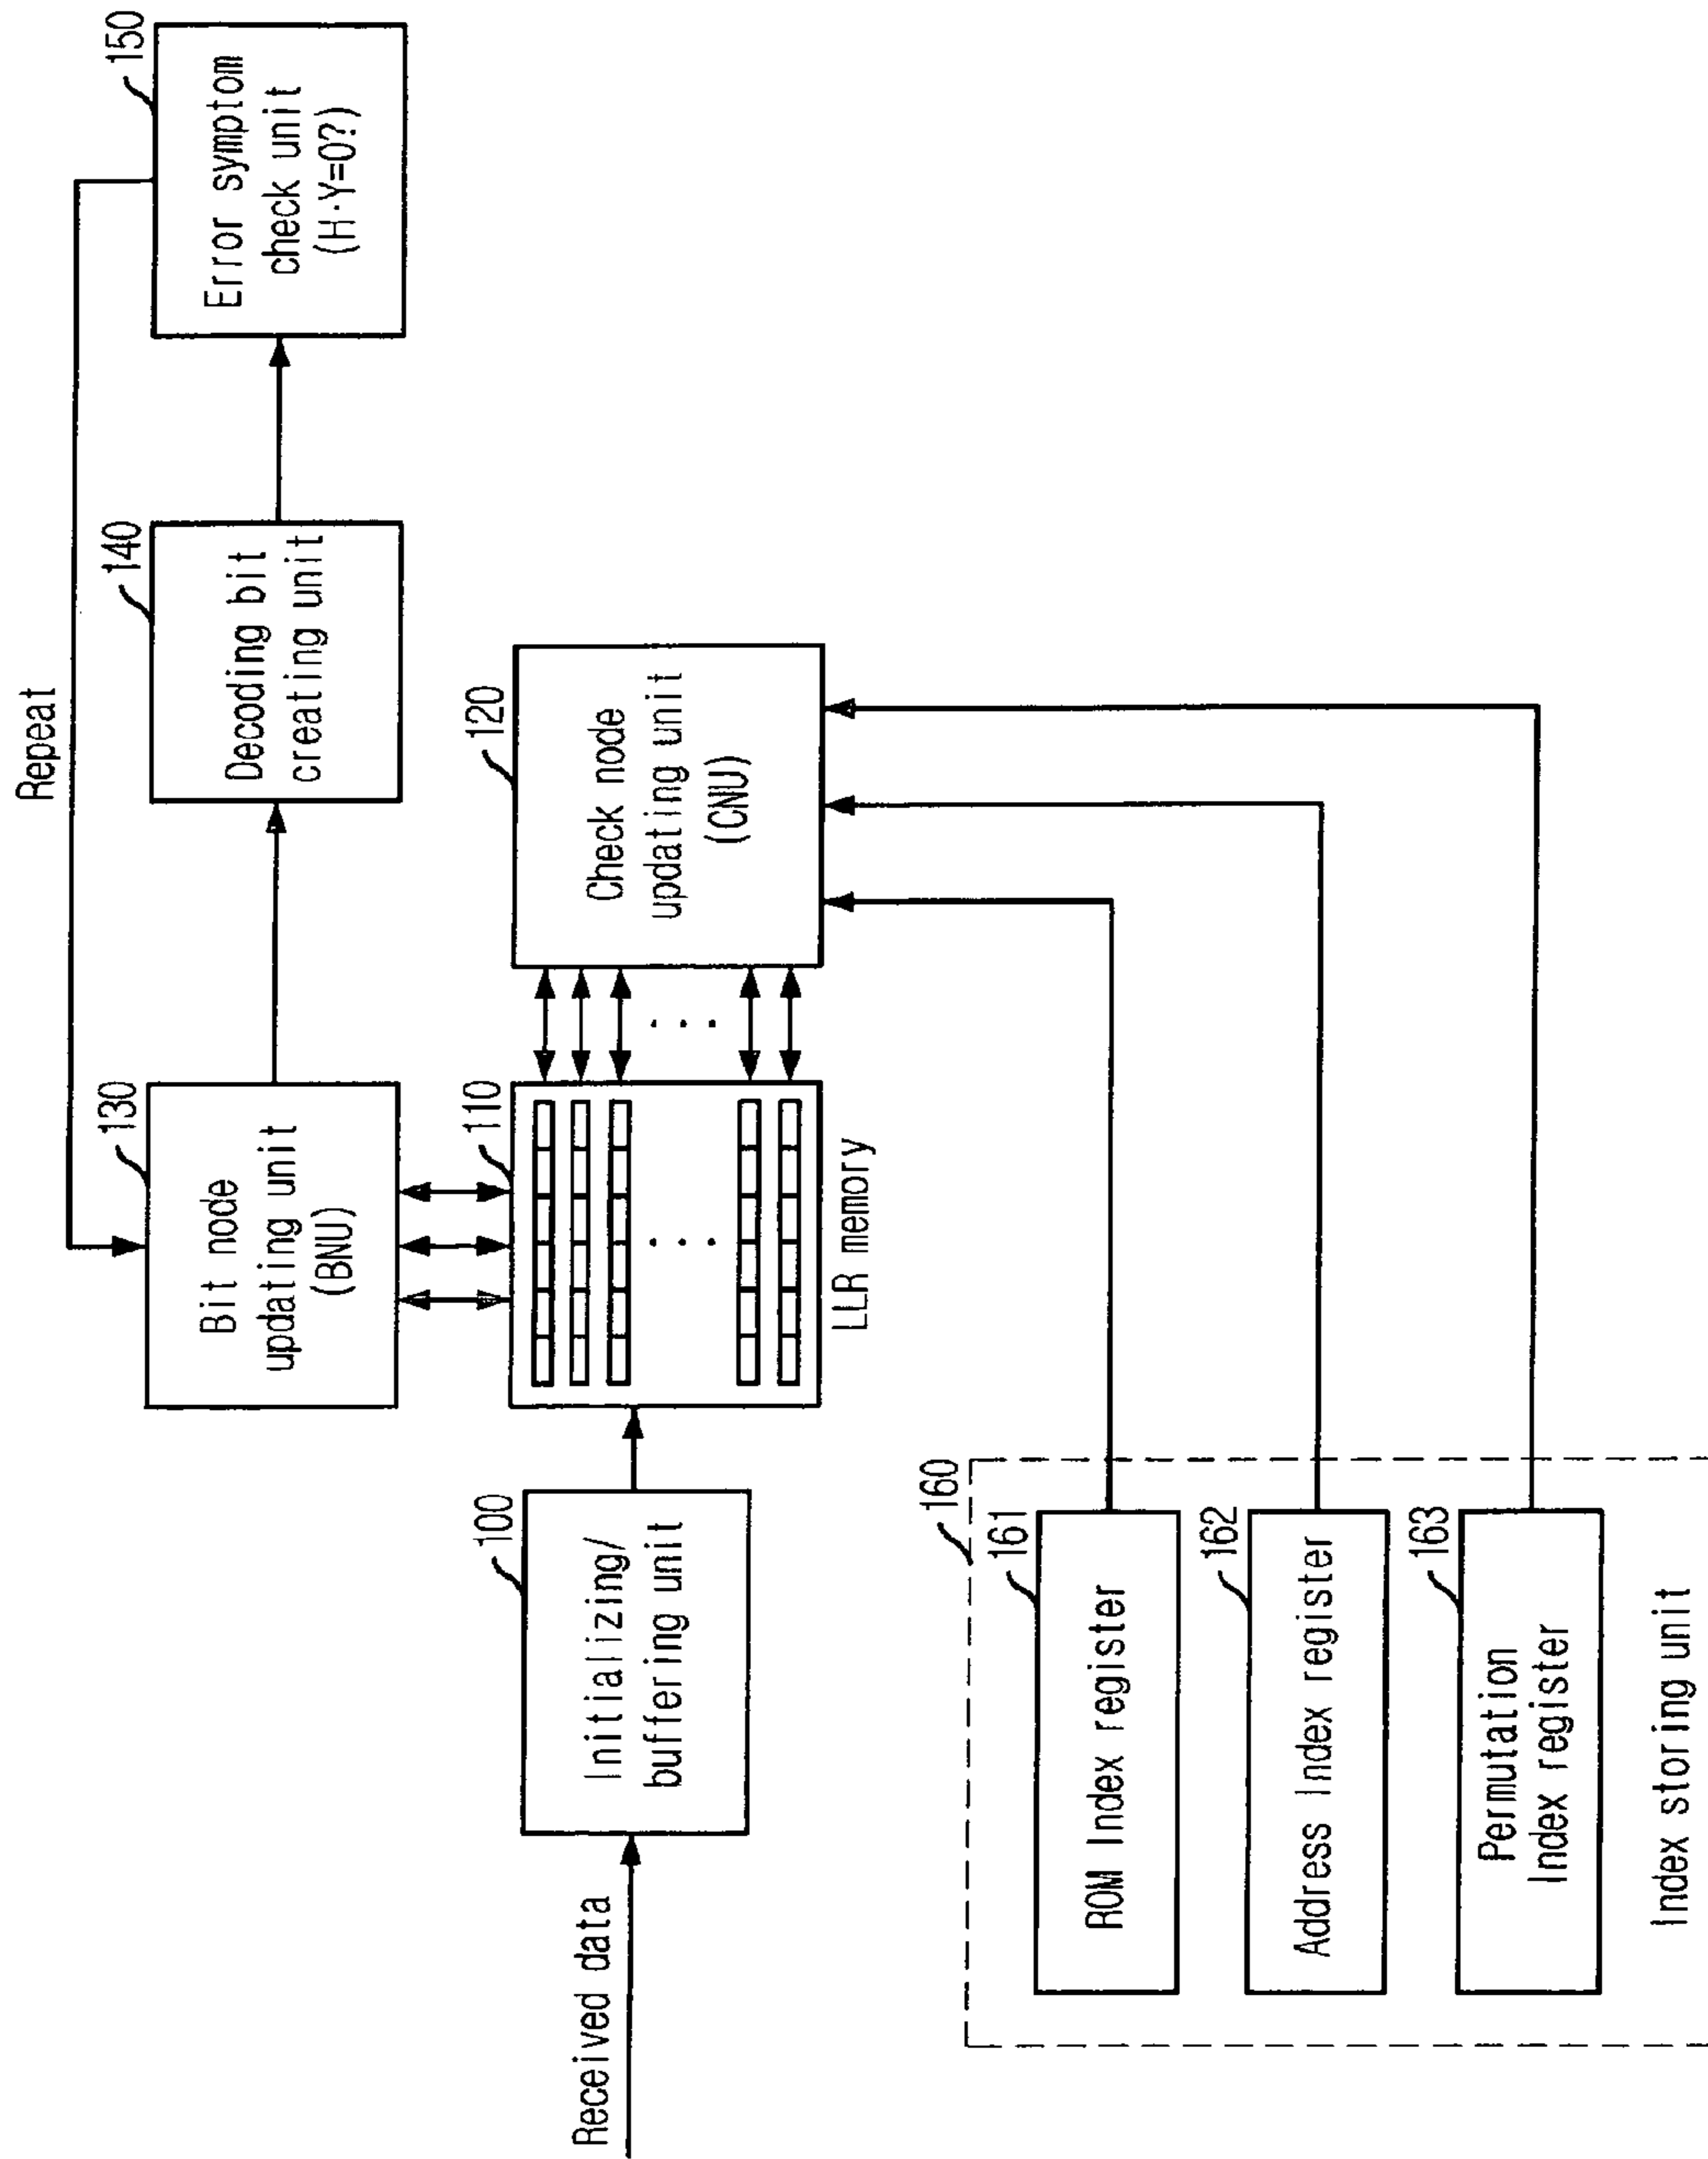 Repeat
130
Bit node
updating unit
(BNU)
140
Decoding bit
creating unit
150
Error symptom
check unit
(H·Y=0?)
Received data
100
Initializing/
buffering unit
110
. . .
LLR memory
. . .
120
Check node
updating unit
(CNU)
160
161
ROM Index register
162
Address Index register
163
Permutation
Index register
Index storing unit